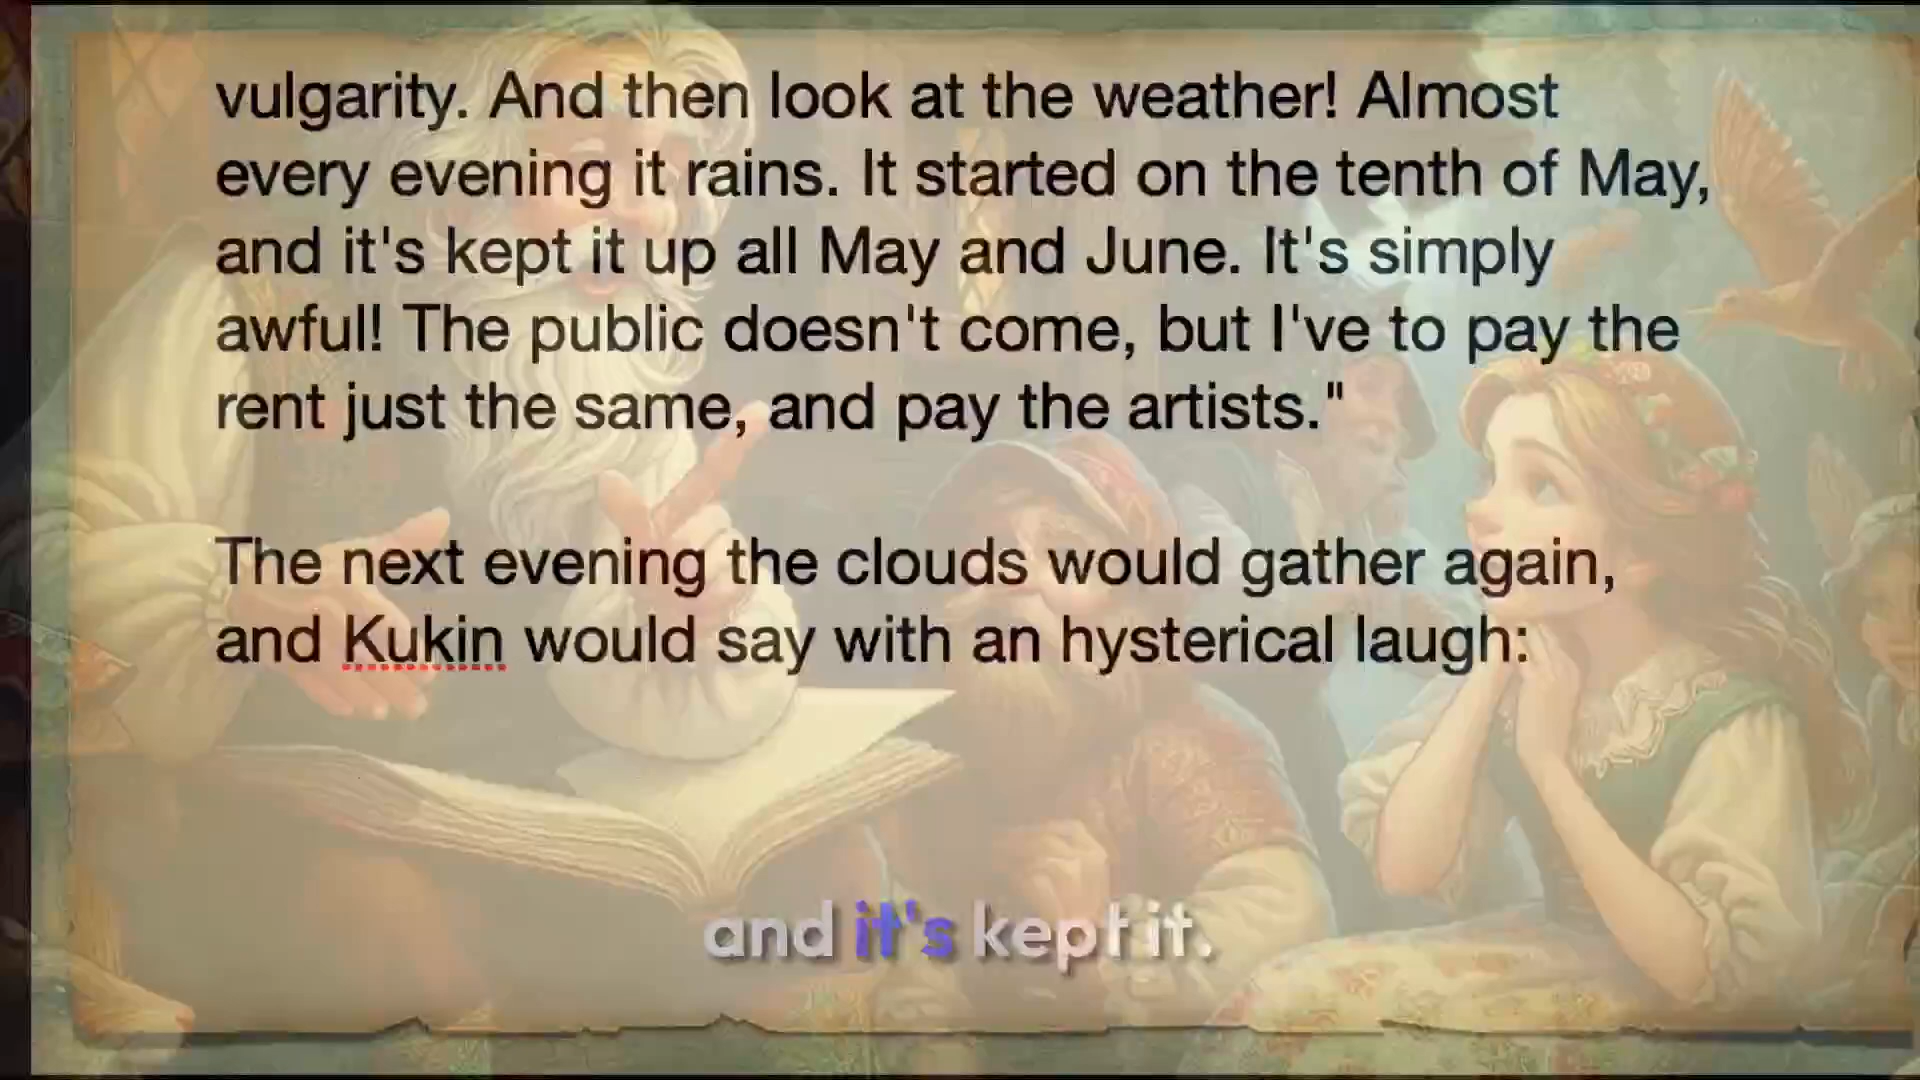 vulgarity. And then look at the weather! Almost
every evening it rains. It started on the tenth of May,
and it's kept it up all May and June. It's simply
awful! The public doesn't come, but I've to pay the
rent just the same, and pay the artists."
The next evening the clouds would gather again,
and Kukin would say with an hysterical laugh:
and it's kept it.